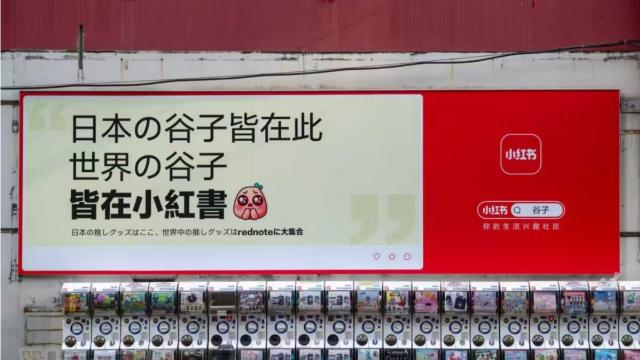 日本の谷子皆在此
世界の谷子
皆在小紅書
日本の推しグッズはここ、世界中の推しグッズはrednoteに大集合
小红书
小红书 谷子
你的生活兴趣社区